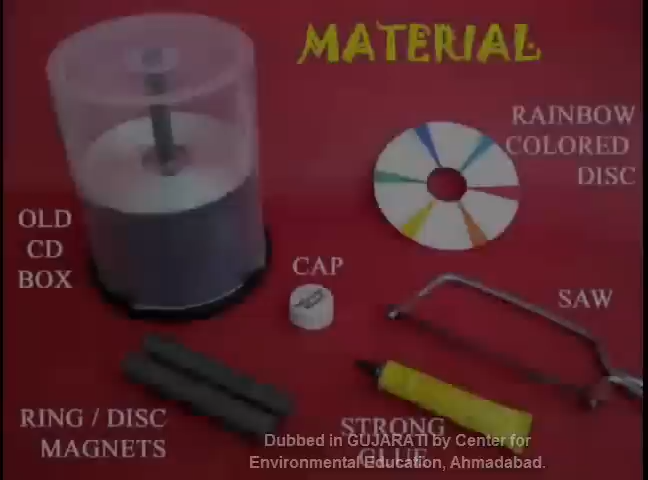 MATERIAL
RAINBOW
COLORED
DISC
OLD
CD
BOX
CAP
SAW
RING / DISC
MAGNETS
STRONG
GLUE
Dubbed in GUJARATI by Center for
Environmental Education, Ahmadabad.